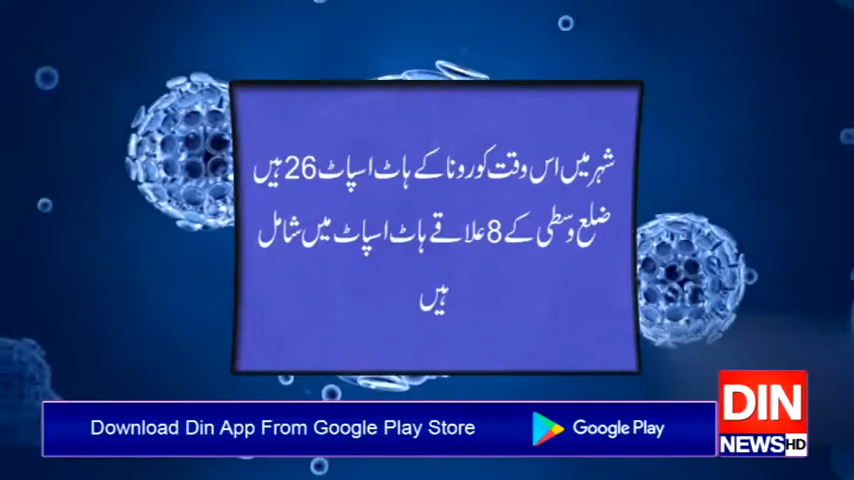 شہر میں اس وقت کورونا کے ہاٹ اسپاٹ 26 ہیں
ضلع وسطی کے 8 علاقے ہاٹ اسپاٹ میں شامل
ہیں
Download Din App From Google Play Store
Google Play
DIN
NEWS HD